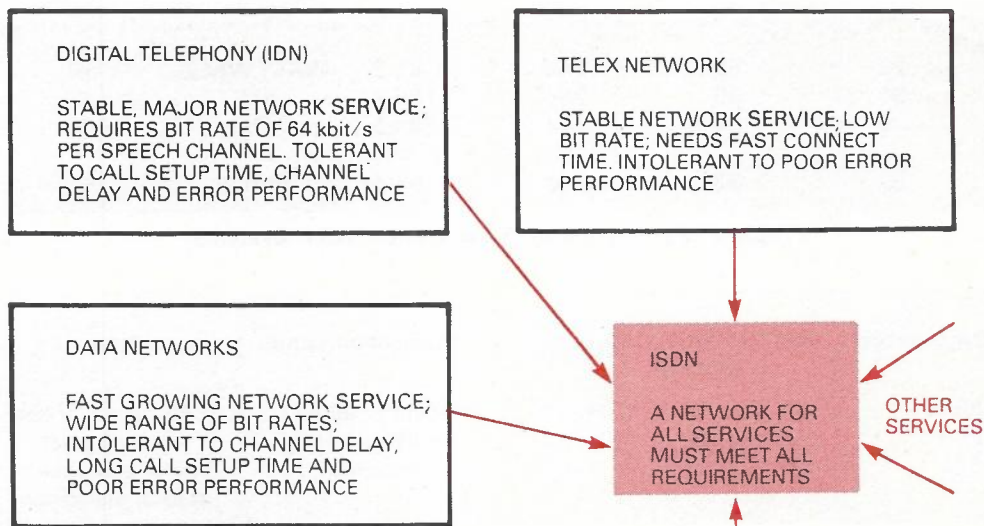 DIGITAL TELEPHONY (IDN)
STABLE, MAJOR NETWORK SERVICE;
REQUIRES BIT RATE OF 64 kbit/s
PER SPEECH CHANNEL. TOLERANT
TO CALL SETUP TIME, CHANNEL
DELAY AND ERROR PERFORMANCE
TELEX NETWORK
STABLE NETWORK SERVICE; LOW
BIT RATE; NEEDS FAST CONNECT
TIME. INTOLERANT TO POOR ERROR
PERFORMANCE
DATA NETWORKS
FAST GROWING NETWORK SERVICE;
WIDE RANGE OF BIT RATES;
INTOLERANT TO CHANNEL DELAY,
LONG CALL SETUP TIME AND
POOR ERROR PERFORMANCE
ISDN
A NETWORK FOR
ALL SERVICES
MUST MEET ALL
REQUIREMENTS
OTHER
SERVICES